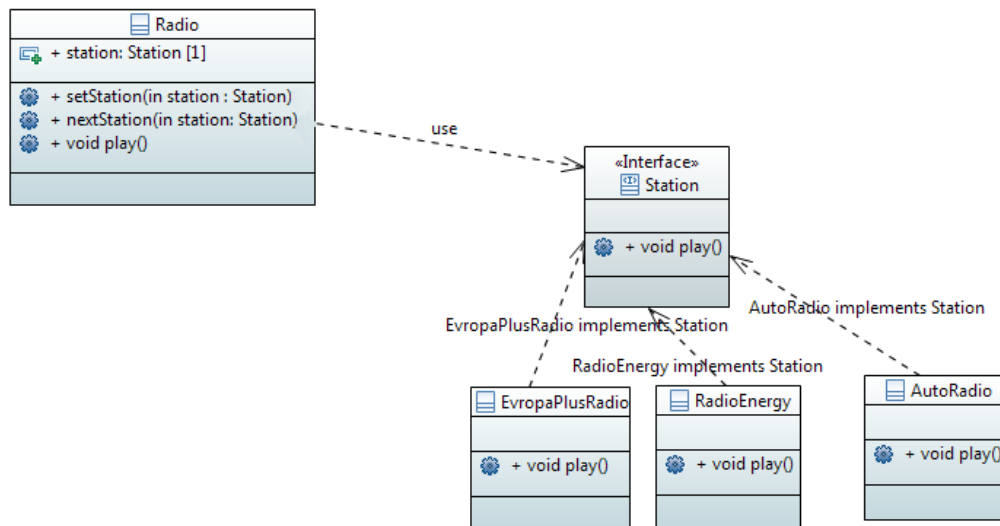 Radio
+ station: Station [1]
+ setStation(in station : Station)
+ nextStation(in station: Station)
+ void play()
use
«Interface»
Station
+ void play()
EvropaPlusRadio implements Station
AutoRadio implements Station
RadioEnergy implements Station
EvropaPlusRadio
+ void play()
RadioEnergy
+ void play()
AutoRadio
+ void play()